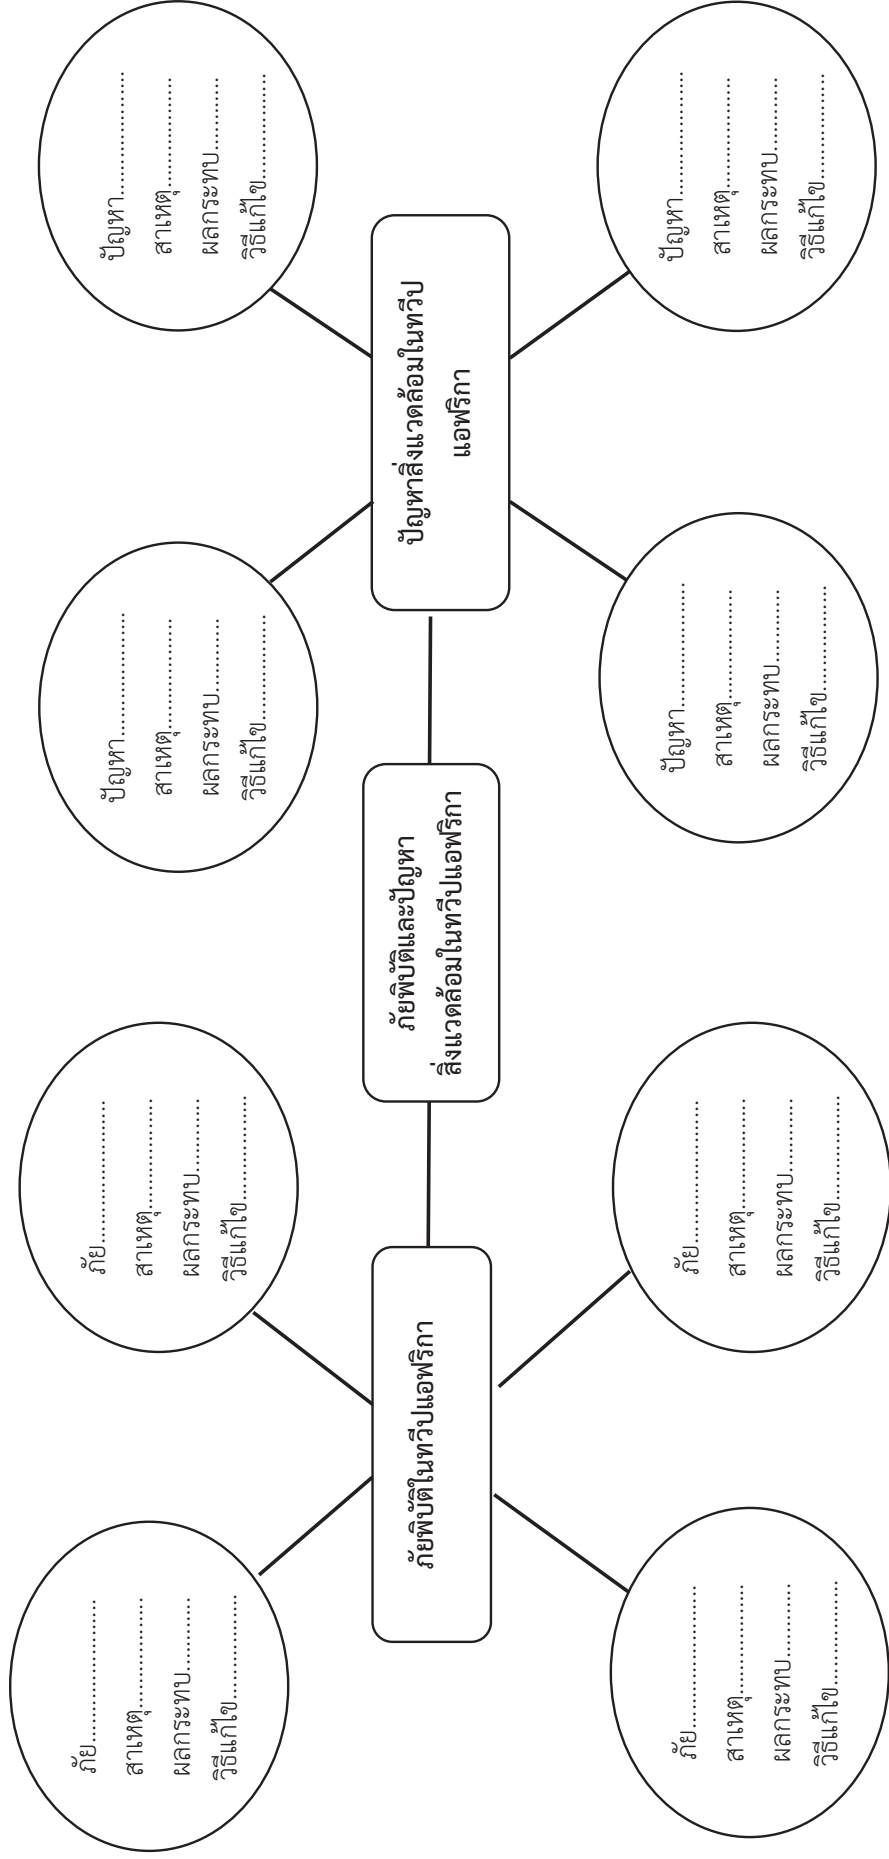 ภัยพิบัติและปัญหา
สิ่งแวดล้อมในทวีปแอฟริกา
ภัยพิบัติในทวีปแอฟริกา
ภัย........................
สาเหตุ....................
ผลกระทบ............
วิธีแก้ไข...................
ภัย........................
สาเหตุ....................
ผลกระทบ............
วิธีแก้ไข...................
ภัย........................
สาเหตุ....................
ผลกระทบ............
วิธีแก้ไข...................
ภัย........................
สาเหตุ....................
ผลกระทบ............
วิธีแก้ไข...................
ปัญหาสิ่งแวดล้อมในทวีป
แอฟริกา
ปัญหา.....................
สาเหตุ....................
ผลกระทบ............
วิธีแก้ไข...................
ปัญหา.....................
สาเหตุ....................
ผลกระทบ............
วิธีแก้ไข...................
ปัญหา.....................
สาเหตุ....................
ผลกระทบ............
วิธีแก้ไข...................
ปัญหา.....................
สาเหตุ....................
ผลกระทบ............
วิธีแก้ไข...................